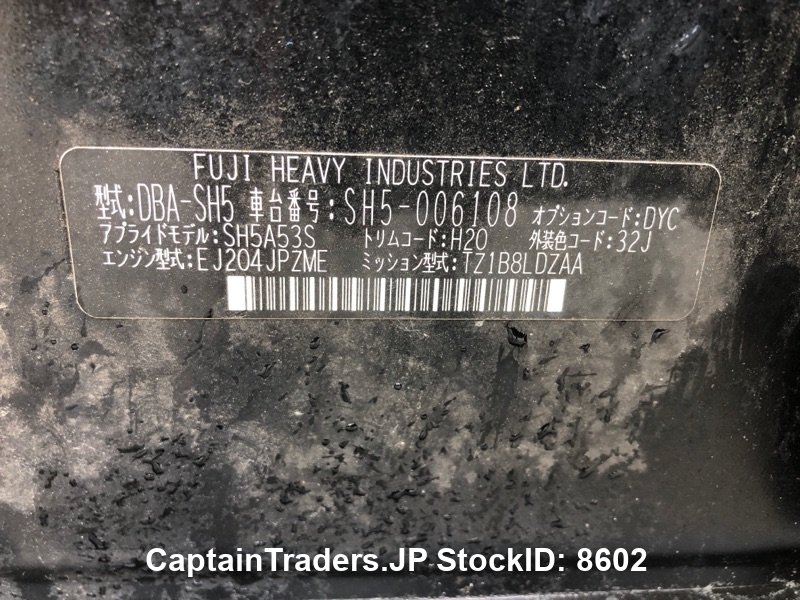 FUJI HEAVY INDUSTRIES LTD.
型式:DBA-SH5 車台番号:SH5-006108 オプションコード:DYC
アプライドモデル:SH5A53S トリムコード:H20 外装色コード:32J
エンジン型式:EJ204JPZME ミッション型式:TZ1B8LDZAA
CaptainTraders.JP StockID: 8602